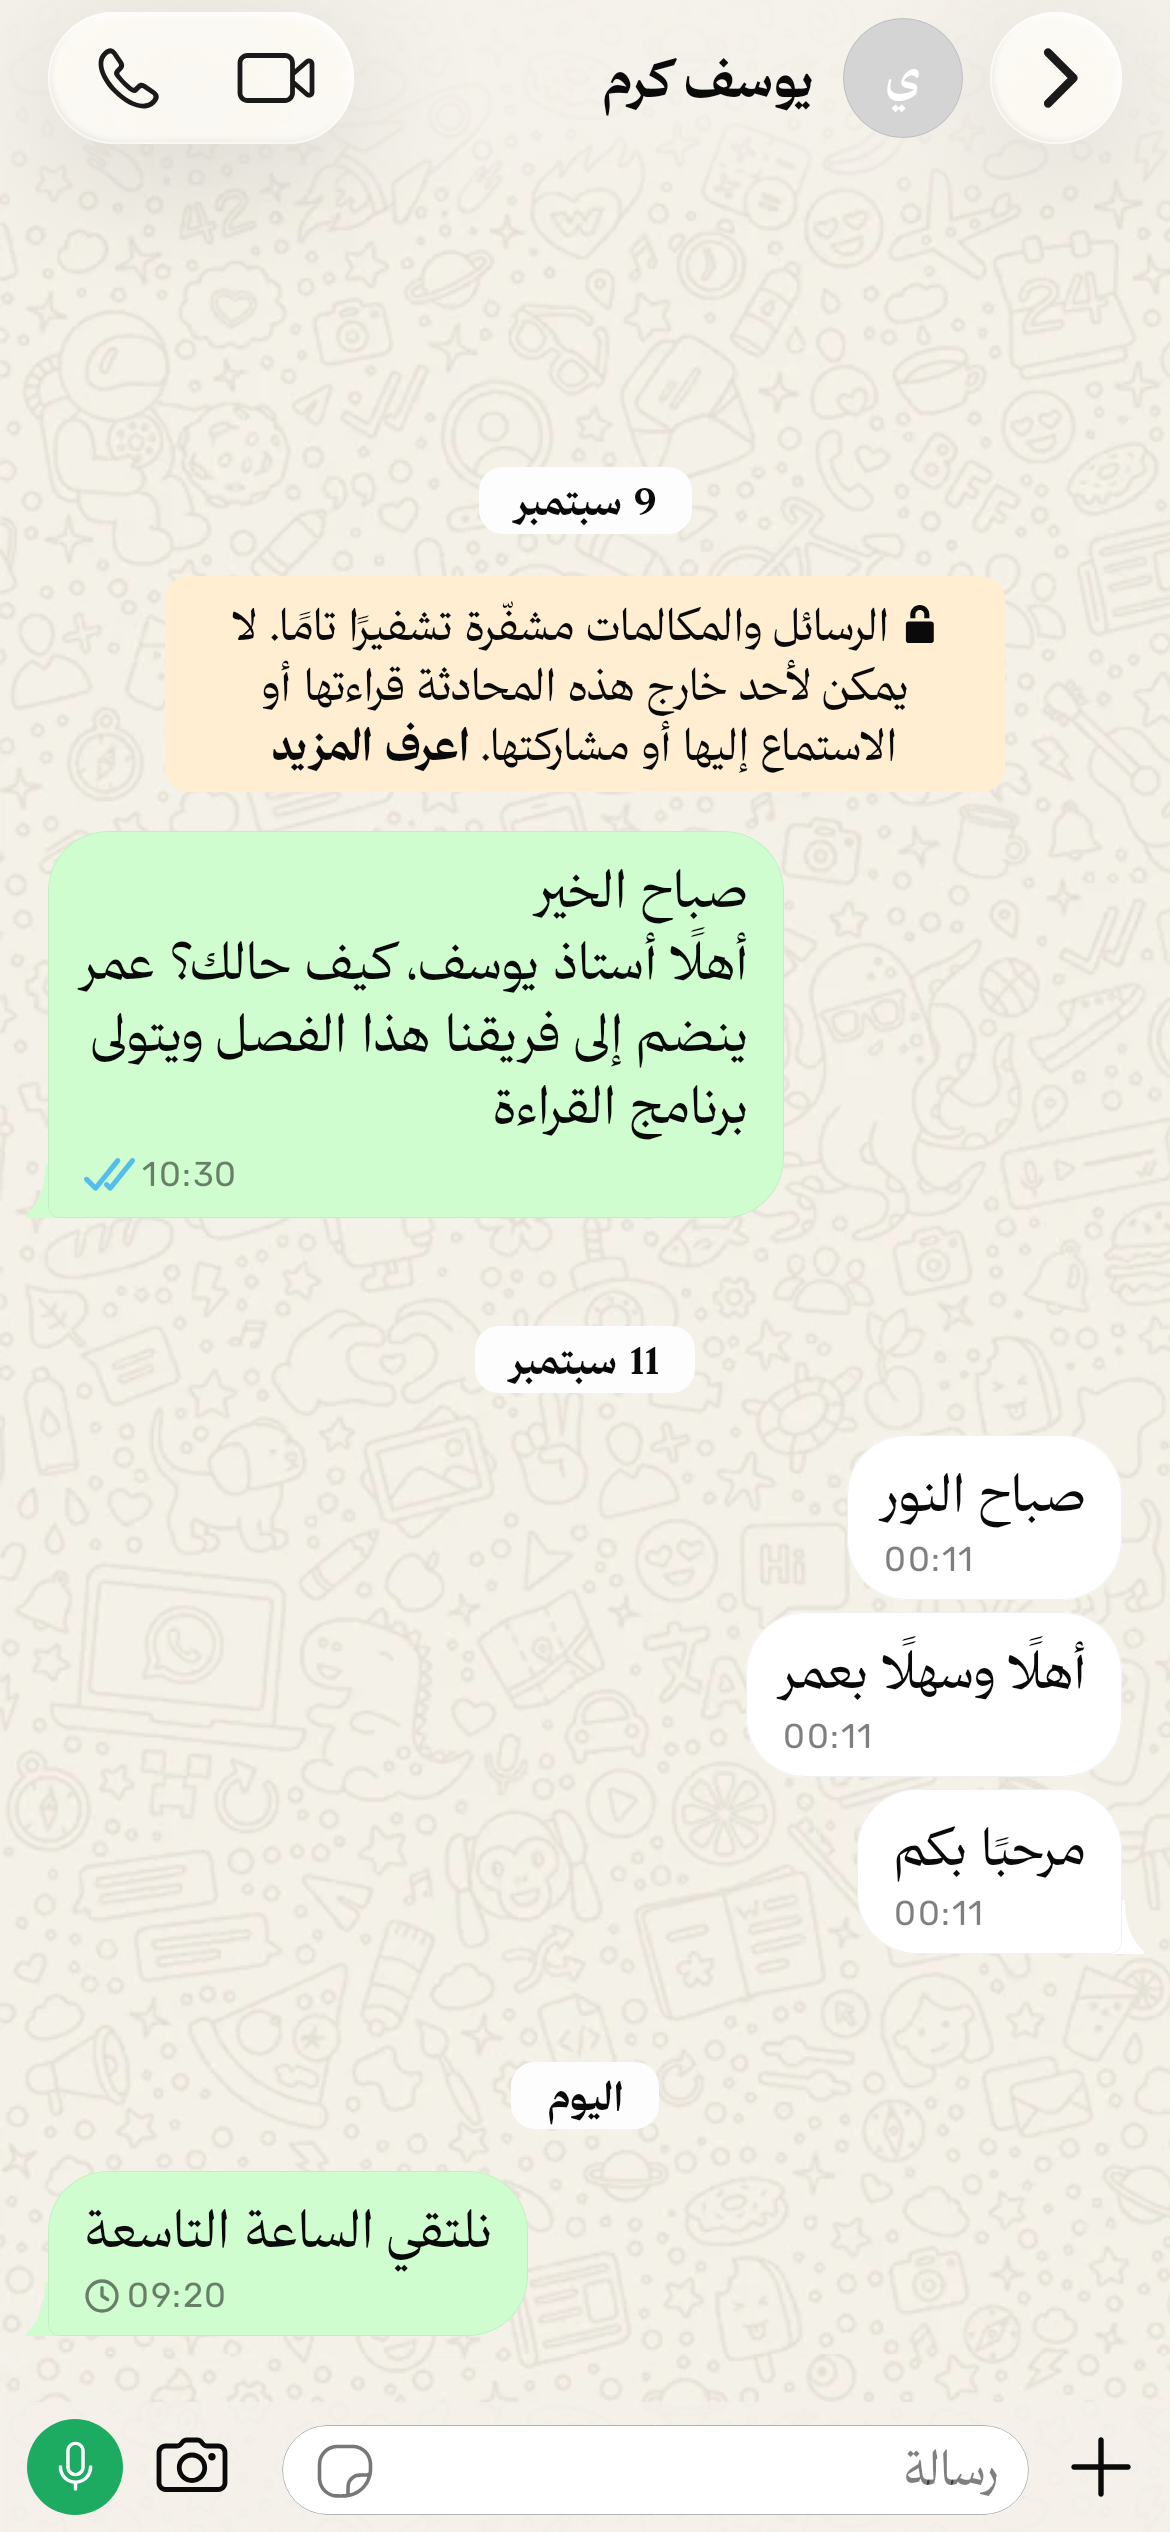 يوسف كرم
ي
9 سبتمبر
الرسائل والمكالمات مشفّرة تشفيرًا تامًا. لا
يمكن لأحد خارج هذه المحادثة قراءتها أو
الاستماع إليها أو مشاركتها. اعرف المزيد
صباح الخير
أهلًا أستاذ يوسف، كيف حالك؟ عمر
ينضم إلى فريقنا هذا الفصل ويتولى
برنامج القراءة
10:30
11 سبتمبر
صباح النور
00:11
أهلًا وسهلًا بعمر
00:11
مرحبًا بكم
00:11
اليوم
نلتقي الساعة التاسعة
09:20
رسالة